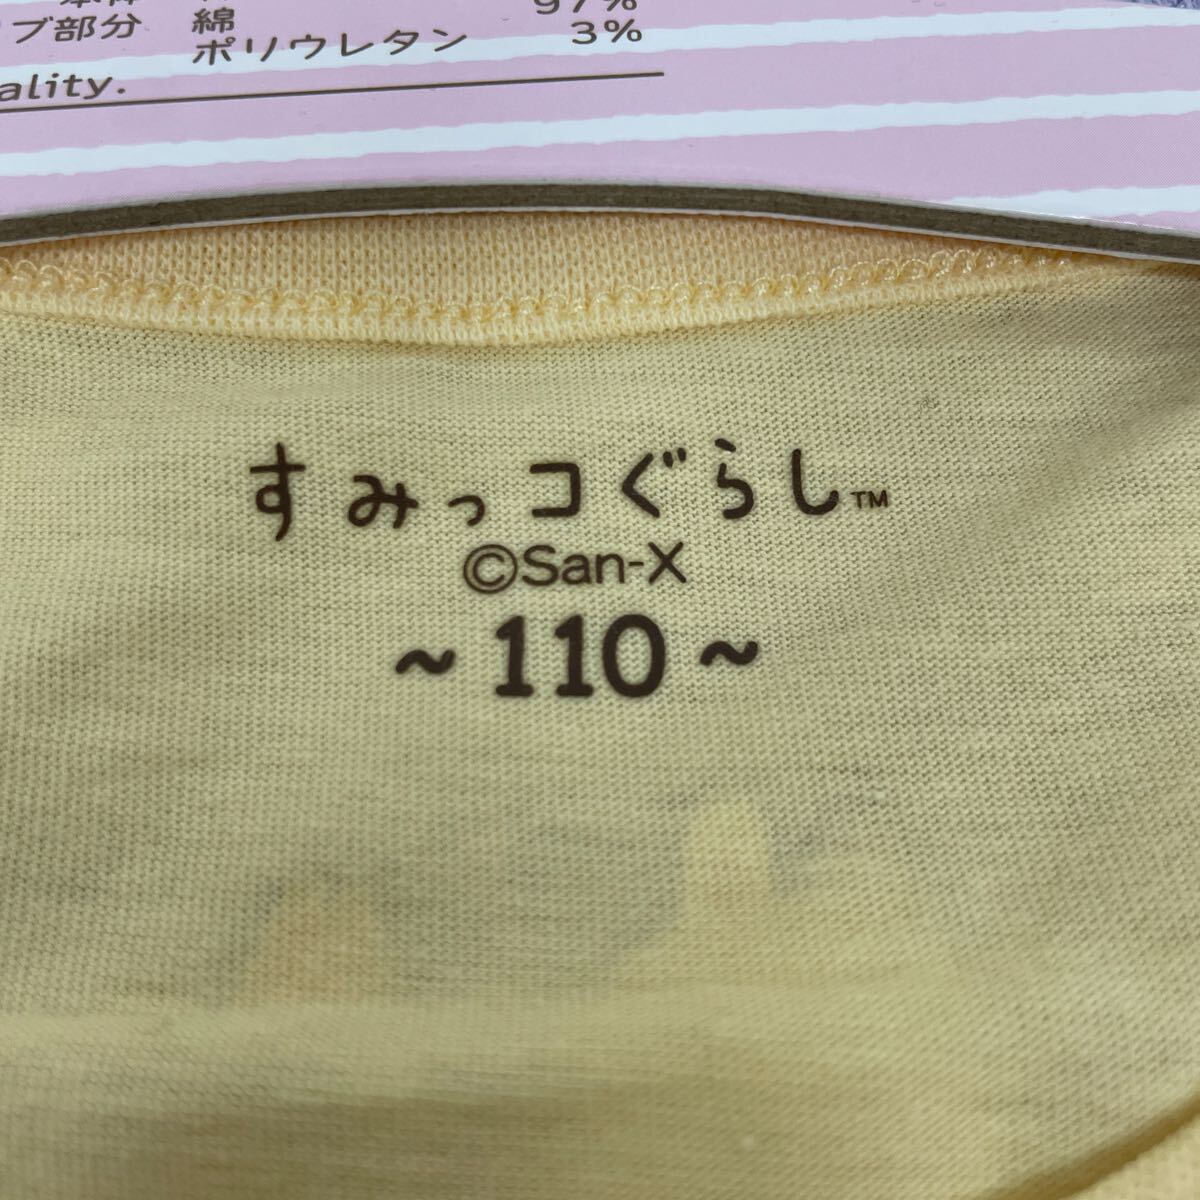 ブ部分 綿 97%
ポリウレタン 3%
ality.
すみっコぐらし™
©San-X
~110~